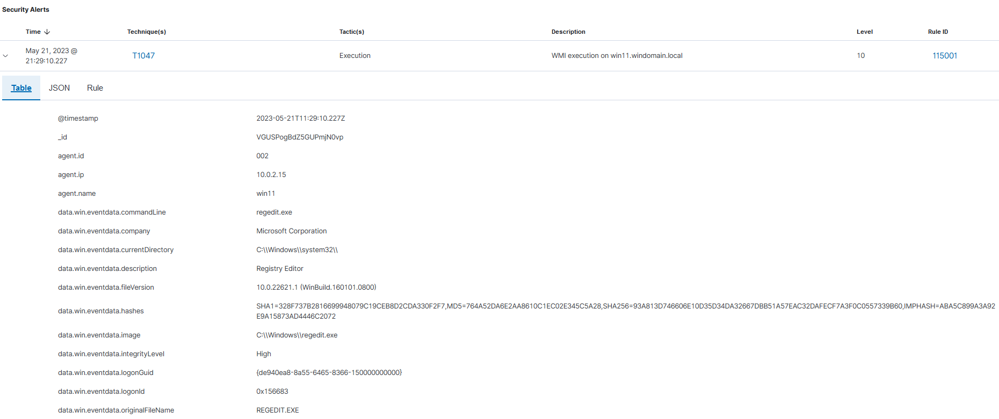 Security Alerts
Time Technique(s) Tactic(s) Description Level Rule ID
May 21, 2023 @
21:29:10.227
T1047 Execution WMI execution on win11.windomain.local 10 115001
Table JSON Rule
@timestamp 2023-05-21T11:29:10.227Z
_id VGUSPogBdZ5GUPmjN0vp
agent.id 002
agent.ip 10.0.2.15
agent.name win11
data.win.eventdata.commandLine regedit.exe
data.win.eventdata.company Microsoft Corporation
data.win.eventdata.currentDirectory C:\\Windows\\system32\\
data.win.eventdata.description Registry Editor
data.win.eventdata.fileVersion 10.0.22621.1 (WinBuild.160101.0800)
data.win.eventdata.hashes SHA1=328F737B2816699948079C19CEB8D2CDA330F2F7,MD5=764A52DA6E2AA8610C1EC02E345C5A28,SHA256=93A813D746606E10D35D34DA32667DBB51A57EAC32DAFECF7A3F0C0557339B60,IMPHASH=ABA5C899A3A92
E9A15873AD4446C2072
data.win.eventdata.image C:\\Windows\\regedit.exe
data.win.eventdata.integrityLevel High
data.win.eventdata.logonGuid {de940ea8-8a55-6465-8366-150000000000}
data.win.eventdata.logonId 0x156683
data.win.eventdata.originalFileName REGEDIT.EXE